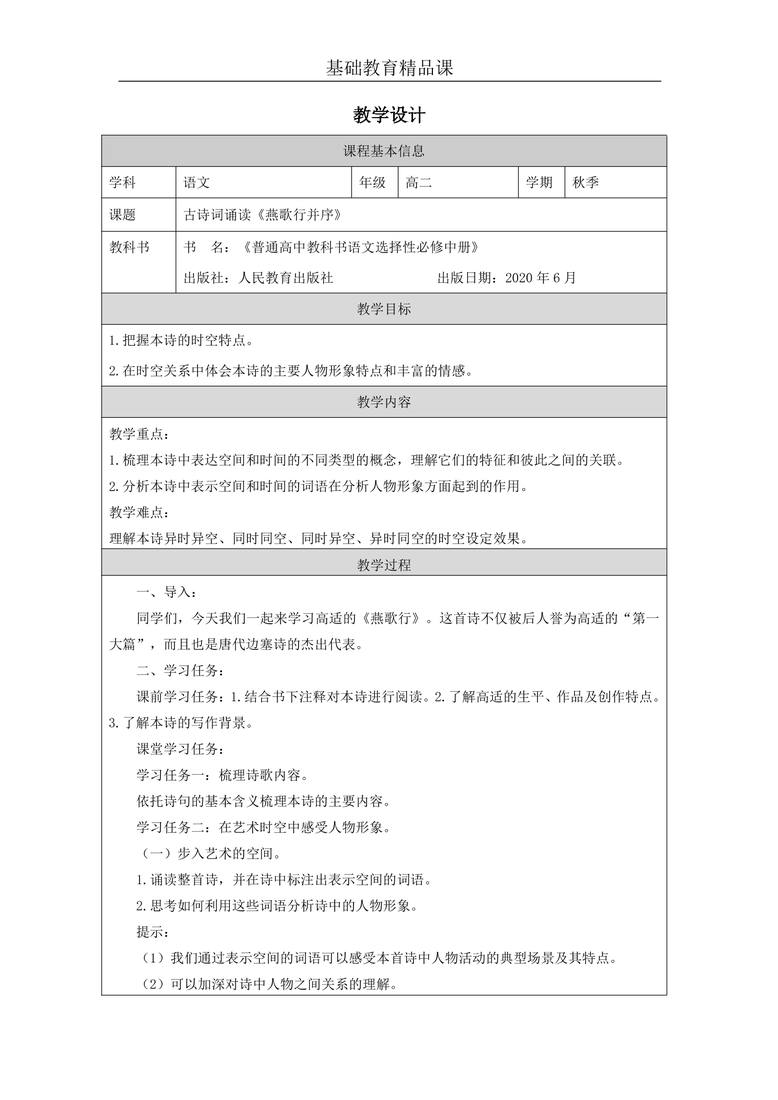 基础教育精品课
教学设计
课程基本信息
学科 语文 年级 高二 学期 秋季
课题 古诗词诵读《燕歌行并序》
教科书 书 名：《普通高中教科书语文选择性必修中册》
出版社：人民教育出版社 出版日期：2020 年 6 月
教学目标
1.把握本诗的时空特点。
2.在时空关系中体会本诗的主要人物形象特点和丰富的情感。
教学内容
教学重点：
1.梳理本诗中表达空间和时间的不同类型的概念，理解它们的特征和彼此之间的关联。
2.分析本诗中表示空间和时间的词语在分析人物形象方面起到的作用。
教学难点：
理解本诗异时异空、同时同空、同时异空、异时同空的时空设定效果。
教学过程
一、导入：
同学们，今天我们一起来学习高适的《燕歌行》。这首诗不仅被后人誉为高适的“第一
大篇”，而且也是唐代边塞诗的杰出代表。
二、学习任务：
课前学习任务：1.结合书下注释对本诗进行阅读。2.了解高适的生平、作品及创作特点。
3.了解本诗的写作背景。
课堂学习任务：
学习任务一：梳理诗歌内容。
依托诗句的基本含义梳理本诗的主要内容。
学习任务二：在艺术时空中感受人物形象。
（一）步入艺术的空间。
1.诵读整首诗，并在诗中标注出表示空间的词语。
2.思考如何利用这些词语分析诗中的人物形象。
提示：
（1）我们通过表示空间的词语可以感受本首诗中人物活动的典型场景及其特点。
（2）可以加深对诗中人物之间关系的理解。